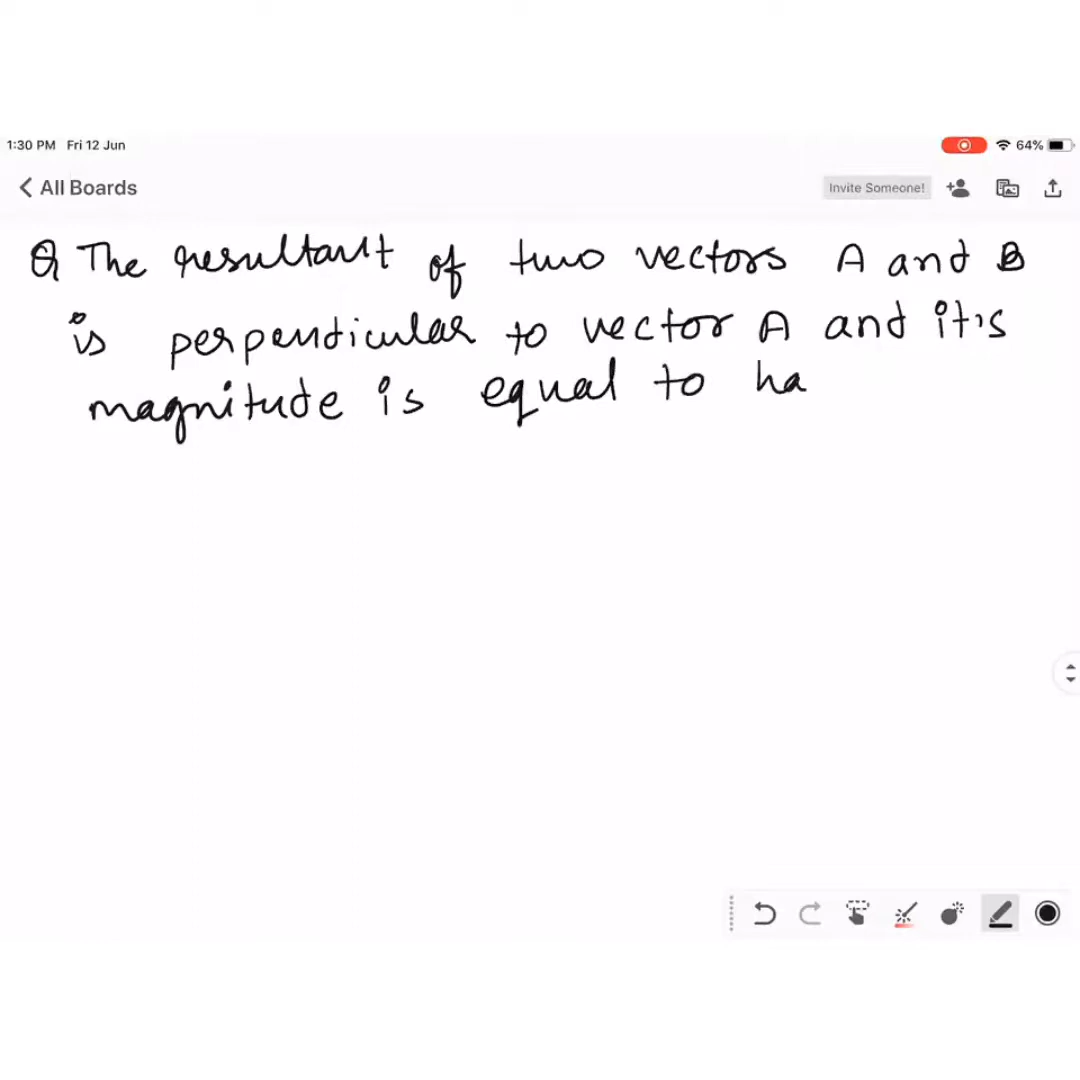 1:30 PM Fri 12 Jun 64%
All Boards Invite Someone!
Q The resultant of two vectors A and B
is perpendicular to vector A and it's
magnitude is equal to ha